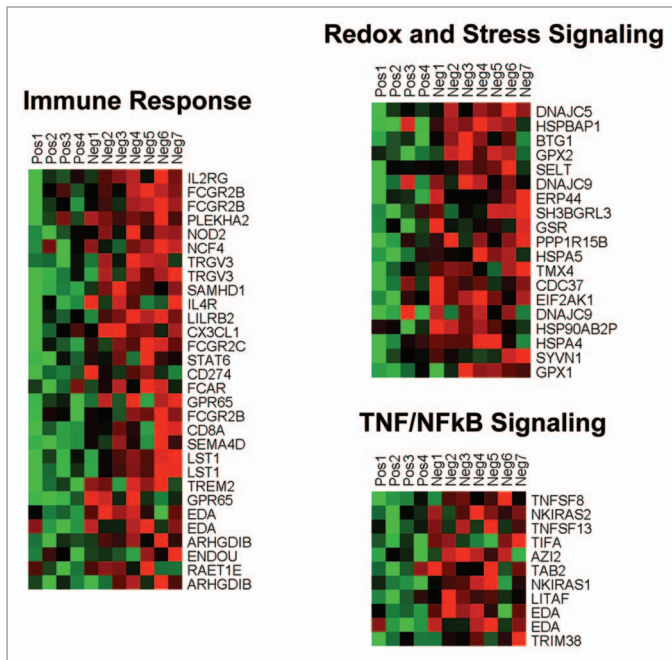 Immune Response
Pos1
Pos2
Pos3
Pos4
Neg1
Neg2
Neg3
Neg4
Neg5
Neg6
Neg7
IL2RG
FCGR2B
FCGR2B
PLEKHA2
NOD2
NCF4
TRGV3
TRGV3
SAMHD1
IL4R
LILRB2
CX3CL1
FCGR2C
STAT6
CD274
FCAR
GPR65
FCGR2B
CD8A
SEMA4D
LST1
LST1
TREM2
GPR65
EDA
EDA
ARHGDIB
ENDOU
RAET1E
ARHGDIB
Redox and Stress Signaling
Pos1
Pos2
Pos3
Pos4
Neg1
Neg2
Neg3
Neg4
Neg5
Neg6
Neg7
DNAJC5
HSPBAP1
BTG1
GPX2
SELT
DNAJC9
ERP44
SH3BGRL3
GSR
PPP1R15B
HSPA5
TMX4
CDC37
EIF2AK1
DNAJC9
HSP90AB2P
HSPA4
SYVN1
GPX1
TNF/NFkB Signaling
Pos1
Pos2
Pos3
Pos4
Neg1
Neg2
Neg3
Neg4
Neg5
Neg6
Neg7
TNFSF8
NKIRAS2
TNFSF13
TIFA
AZI2
TAB2
NKIRAS1
LITAF
EDA
EDA
TRIM38